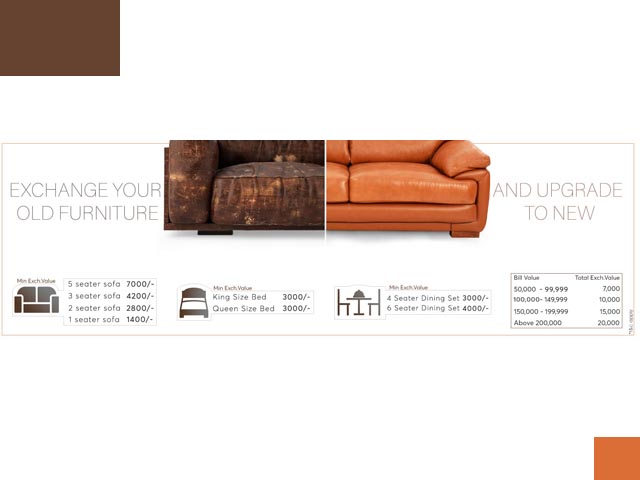 EXCHANGE YOUR
OLD FURNITURE
AND UPGRADE
TO NEW
Min Exch.Value
5 seater sofa 7000/-
3 seater sofa 4200/-
2 seater sofa 2800/-
1 seater sofa 1400/-
Min Exch.Value
King Size Bed 3000/-
Queen Size Bed 3000/-
Min Exch.Value
4 Seater Dining Set 3000/-
6 Seater Dining Set 4000/-
Bill Value Total Exch.Value
50,000 - 99,999 7,000
100,000- 149,999 10,000
150,000 - 199,999 15,000
Above 200,000 20,000